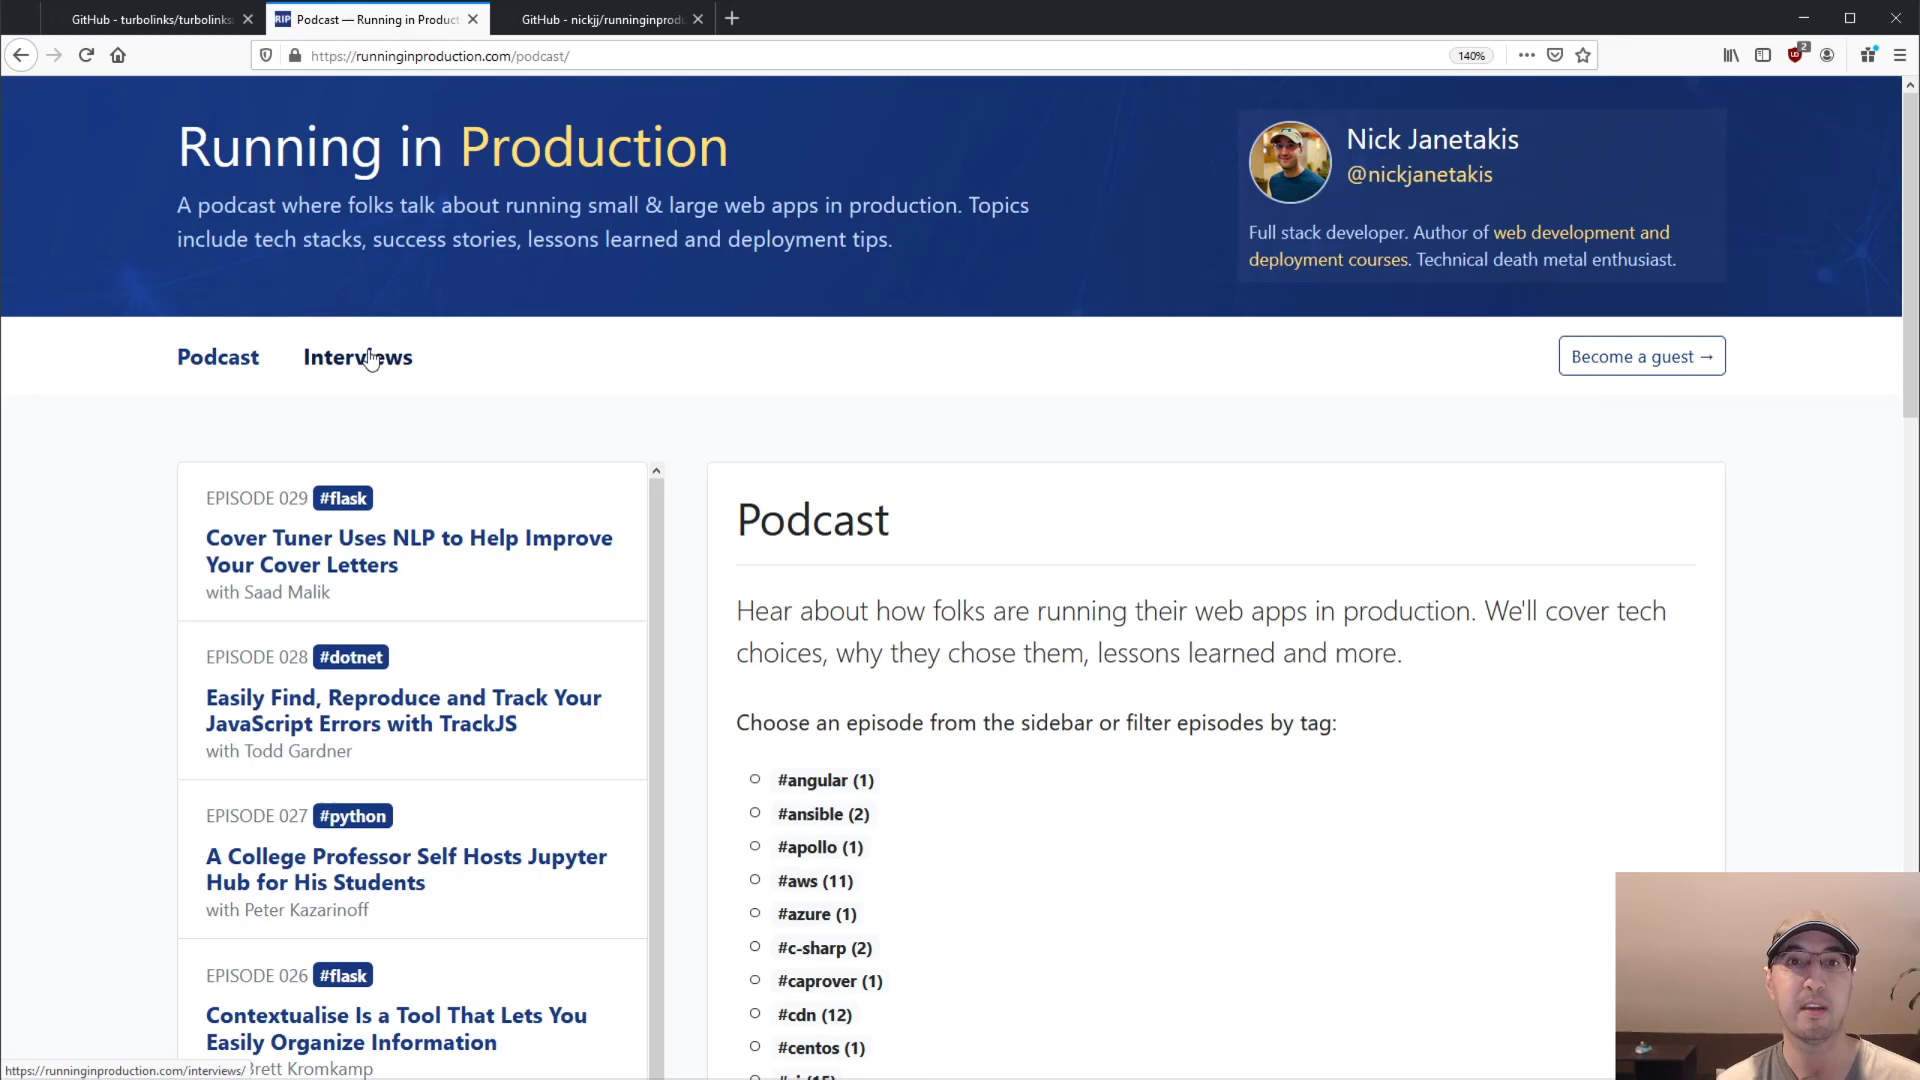 GitHub - turbolinks/turbolinks:
Podcast — Running in Product
GitHub - nickjj/runninginprodu
https://runninginproduction.com/podcast/
140%
2
Running in Production
A podcast where folks talk about running small & large web apps in production. Topics
include tech stacks, success stories, lessons learned and deployment tips.
Nick Janetakis
@nickjanetakis
Full stack developer. Author of web development and
deployment courses. Technical death metal enthusiast.
Podcast
Interviews
Become a guest →
EPISODE 029 #flask
Cover Tuner Uses NLP to Help Improve
Your Cover Letters
with Saad Malik
EPISODE 028 #dotnet
Easily Find, Reproduce and Track Your
JavaScript Errors with TrackJS
with Todd Gardner
EPISODE 027 #python
A College Professor Self Hosts Jupyter
Hub for His Students
with Peter Kazarinoff
EPISODE 026 #flask
Contextualise Is a Tool That Lets You
Easily Organize Information
Brett Kromkamp
Podcast
Hear about how folks are running their web apps in production. We'll cover tech
choices, why they chose them, lessons learned and more.
Choose an episode from the sidebar or filter episodes by tag:
#angular (1)
#ansible (2)
#apollo (1)
#aws (11)
#azure (1)
#c-sharp (2)
#caprover (1)
#cdn (12)
#centos (1)
https://runninginproduction.com/interviews/